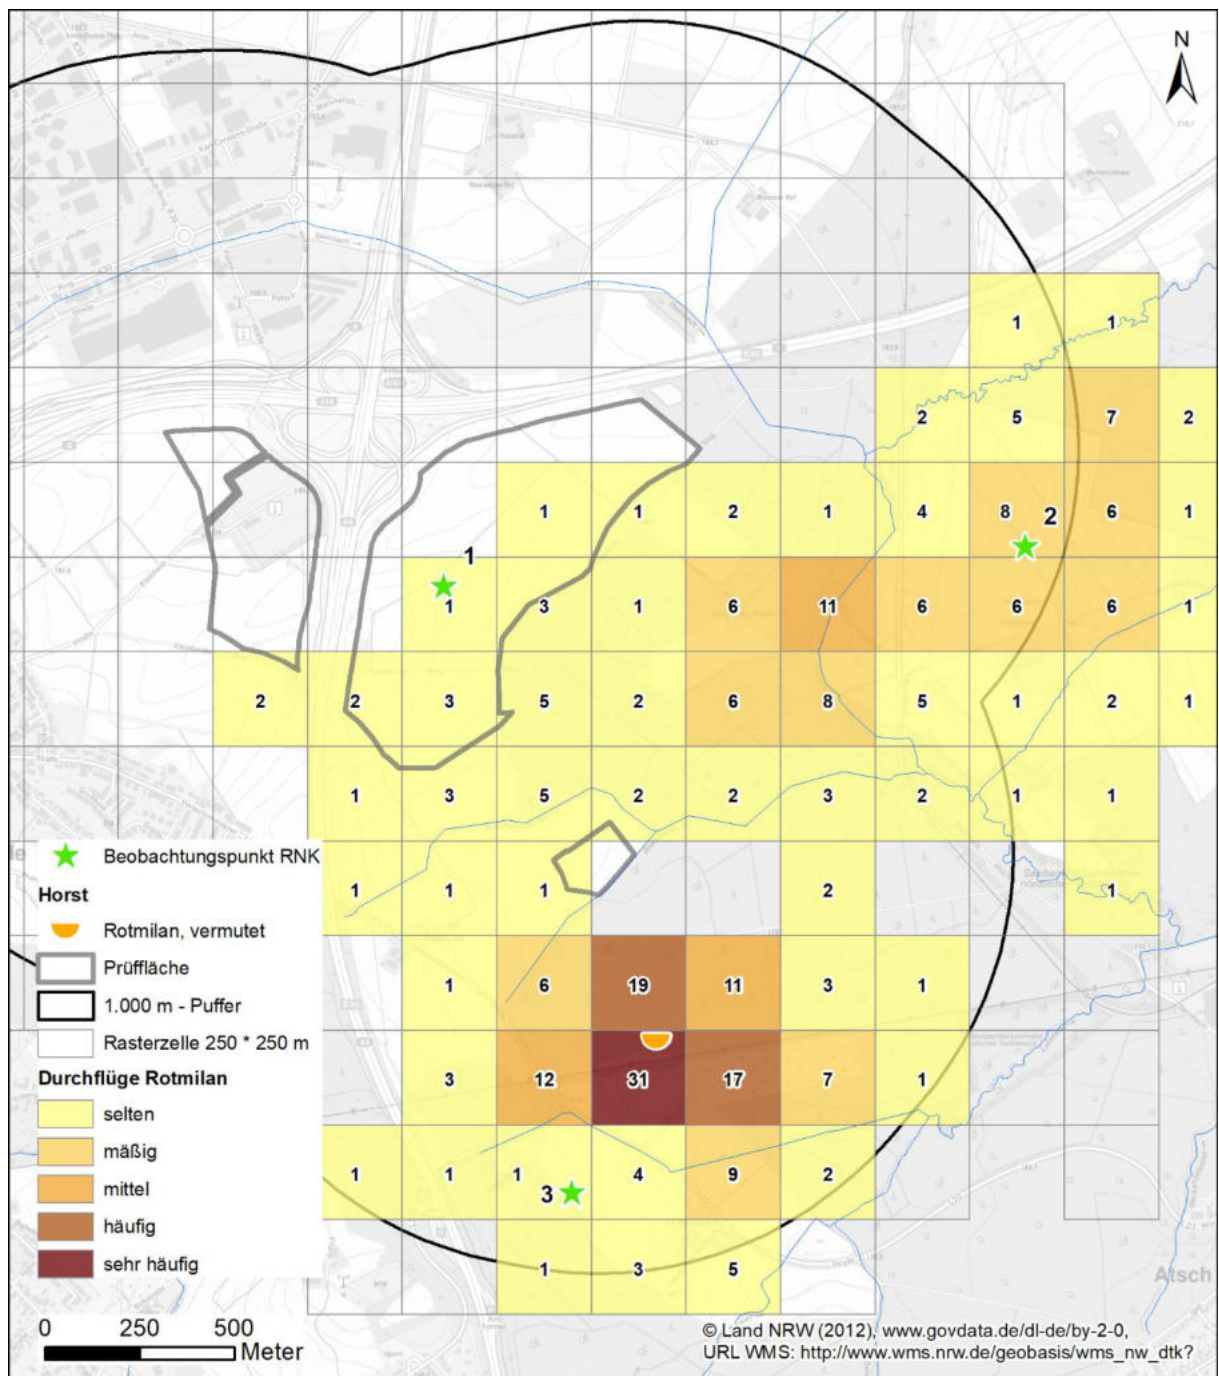 N
1 1
2 5 7 2
1 1 2 1 4 8 2 6 1
1
1 3 1 6 11 6 6 6 1
2 2 3 5 2 6 8 5 1 2 1
1 3 5 2 2 3 2 1 1
1 1 1 2 1
1 6 19 11 3 1
3 12 31 17 7 1
1 1 1 4 9 2
3
1 3 5
Beobachtungspunkt RNK
Horst
Rotmilan, vermutet
Prüffläche
1.000 m - Puffer
Rasterzelle 250 * 250 m
Durchflüge Rotmilan
selten
mäßig
mittel
häufig
sehr häufig
Atsch
0 250 500
Meter
© Land NRW (2012), www.govdata.de/dl-de/by-2-0,
URL WMS: http://www.wms.nrw.de/geobasis/wms_nw_dtk?